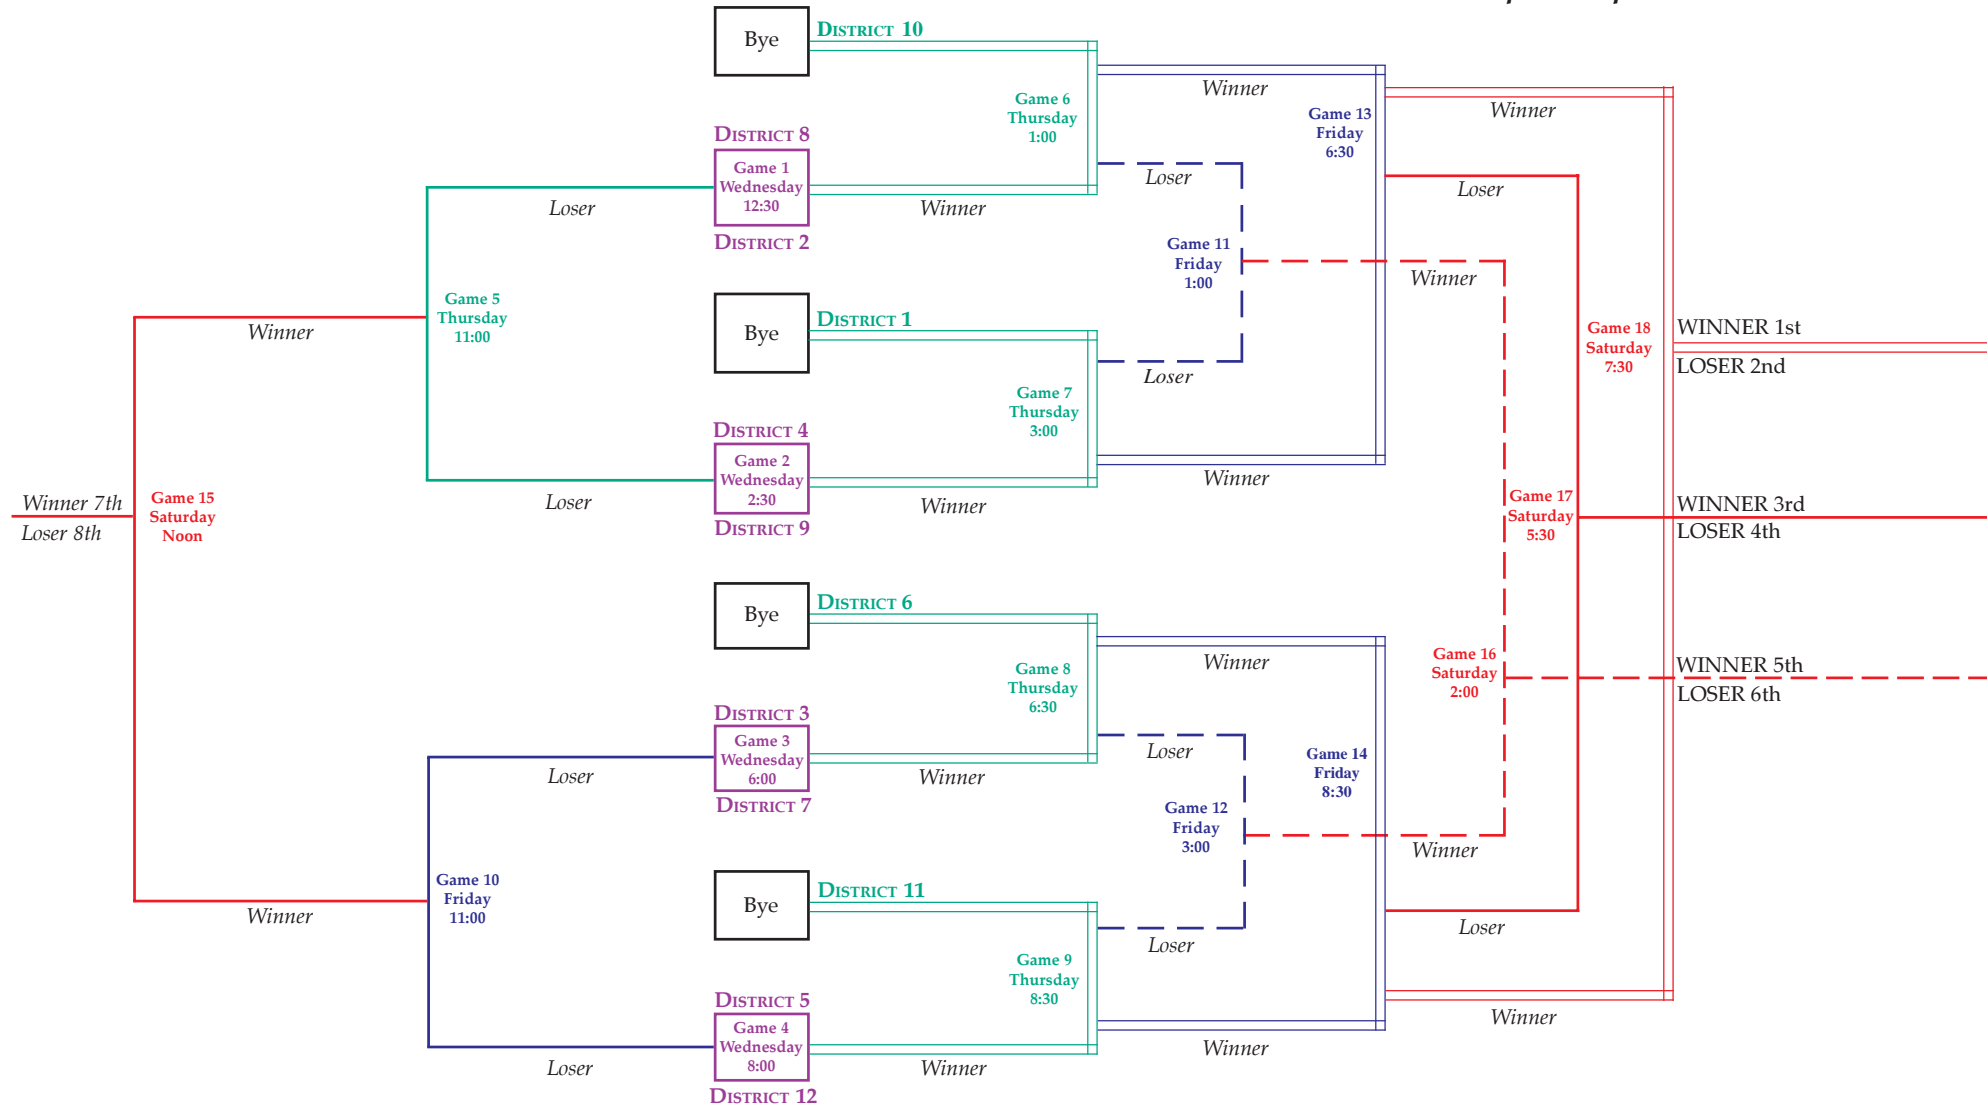 Bye
DISTRICT 10
Winner
Winner
Game 6
Thursday
1:00
Game 13
Friday
6:30
DISTRICT 8
Game 1
Wednesday
12:30
DISTRICT 2
Loser
Winner
Loser
Loser
Game 11
Friday
1:00
Winner
Bye
DISTRICT 1
Game 5
Thursday
11:00
Winner
Game 18
Saturday
7:30
WINNER 1st
LOSER 2nd
Loser
Game 7
Thursday
3:00
DISTRICT 4
Game 2
Wednesday
2:30
DISTRICT 9
Loser
Winner
Winner
Winner 7th
Loser 8th
Game 15
Saturday
Noon
Game 17
Saturday
5:30
WINNER 3rd
LOSER 4th
Bye
DISTRICT 6
Winner
Game 8
Thursday
6:30
Game 16
Saturday
2:00
WINNER 5th
LOSER 6th
DISTRICT 3
Game 3
Wednesday
6:00
DISTRICT 7
Loser
Winner
Loser
Game 14
Friday
8:30
Game 12
Friday
3:00
Winner
Bye
DISTRICT 11
Game 10
Friday
11:00
Winner
Loser
Loser
Game 9
Thursday
8:30
DISTRICT 5
Game 4
Wednesday
8:00
DISTRICT 12
Loser
Winner
Winner
Winner